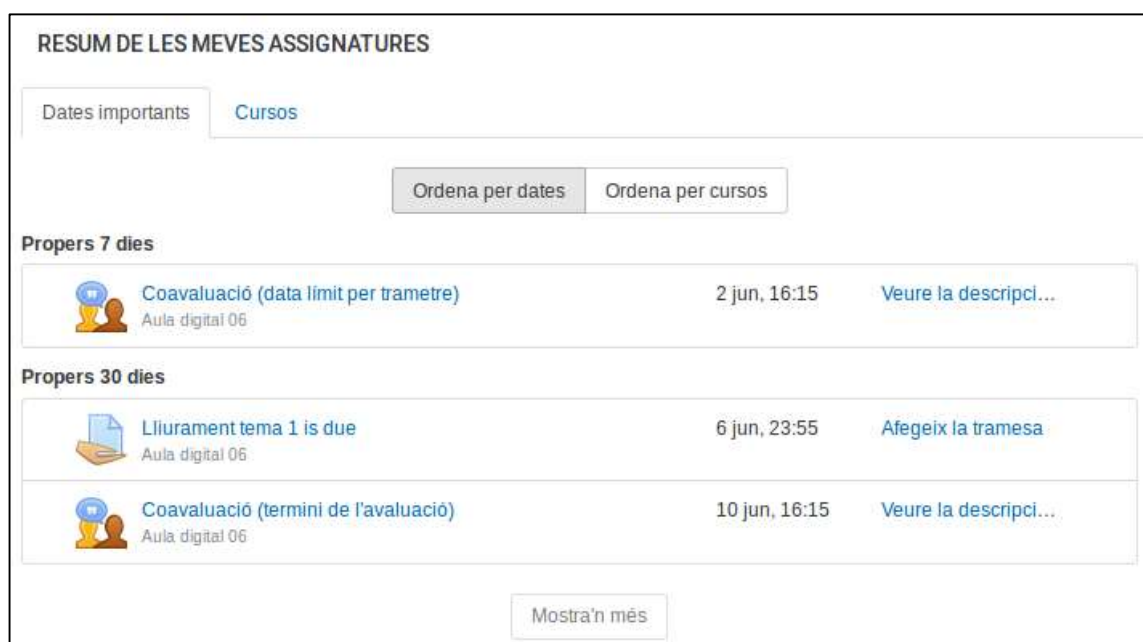 RESUM DE LES MEVES ASSIGNATURES
Dates importants Cursos
Ordena per dates Ordena per cursos
Propers 7 dies
Coavaluació (data límit per trametre) 2 jun, 16:15 Veure la descripci...
Aula digital 06
Propers 30 dies
Lliurament tema 1 is due 6 jun, 23:55 Afegeix la tramesa
Aula digital 06
Coavaluació (termini de l'avaluació) 10 jun, 16:15 Veure la descripci...
Aula digital 06
Mostra'n més